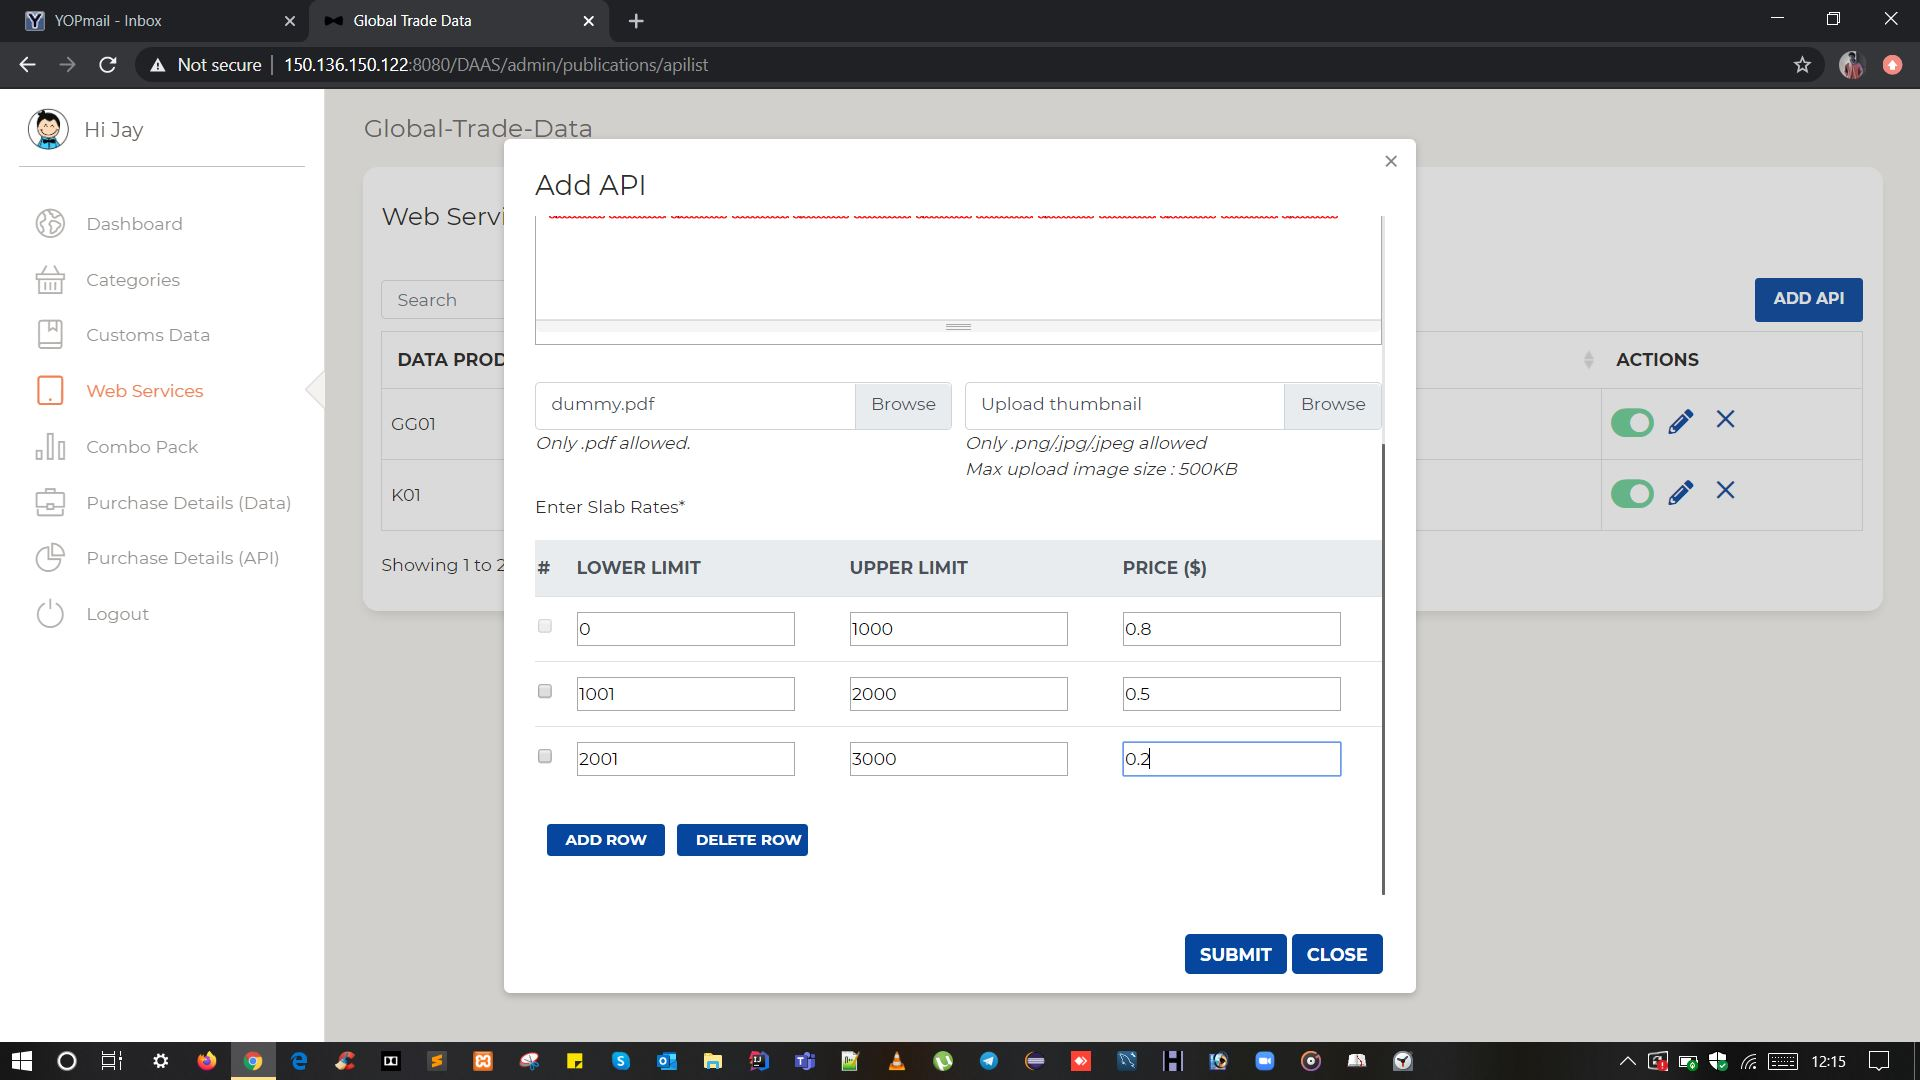 YOPmail - Inbox
Global Trade Data
Not secure
150.136.150.122:8080/DAAS/admin/publications/apilist
Hi Jay
Dashboard
Categories
Customs Data
Web Services
Combo Pack
Purchase Details (Data)
Purchase Details (API)
Logout
Global-Trade-Data
Web Servi
Search
ADD API
DATA PROD
ACTIONS
GG01
K01
Showing 1 to 2
Add API
dummy.pdf
Browse
Upload thumbnail
Browse
Only .pdf allowed.
Only .png/.jpg/.jpeg allowed
Max upload image size : 500KB
Enter Slab Rates*
# LOWER LIMIT UPPER LIMIT PRICE ($)
0 1000 0.8
1001 2000 0.5
2001 3000 0.2
ADD ROW DELETE ROW
SUBMIT CLOSE
12:15